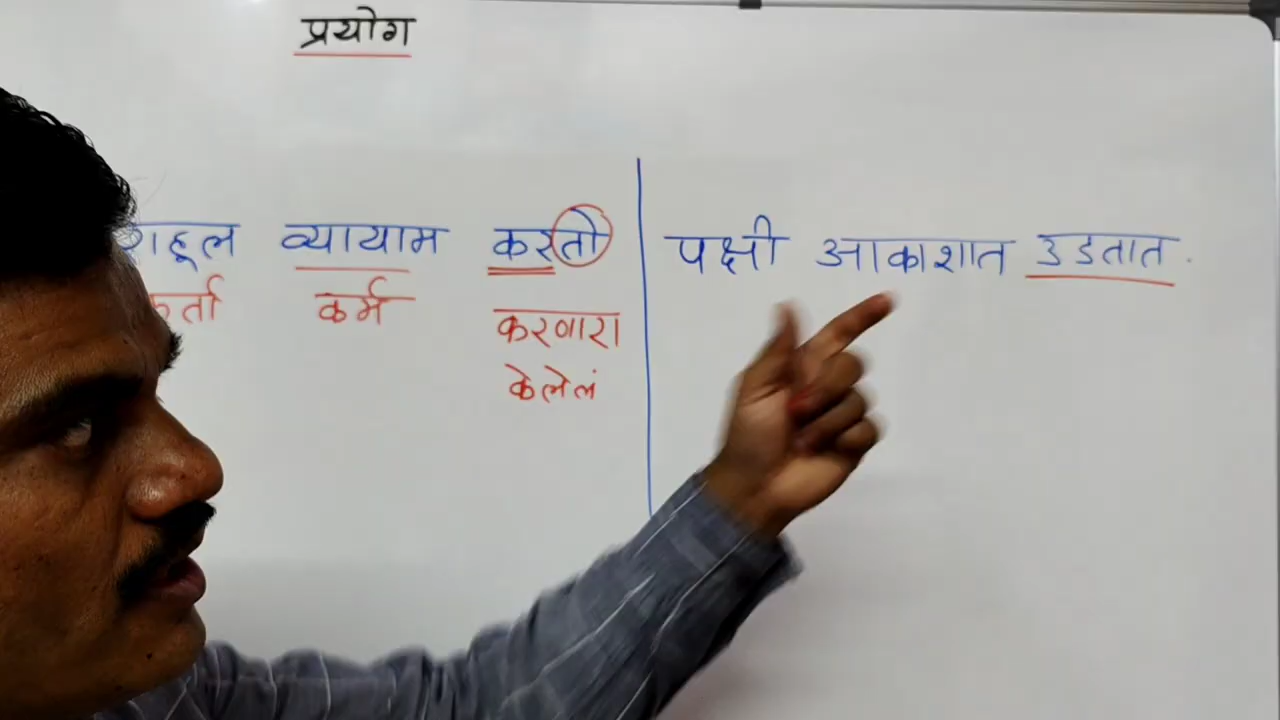 प्रयोग
राहूल व्यायाम करतो
कर्ता कर्म करणारा
केलेलं
पक्षी आकाशात उडतात.